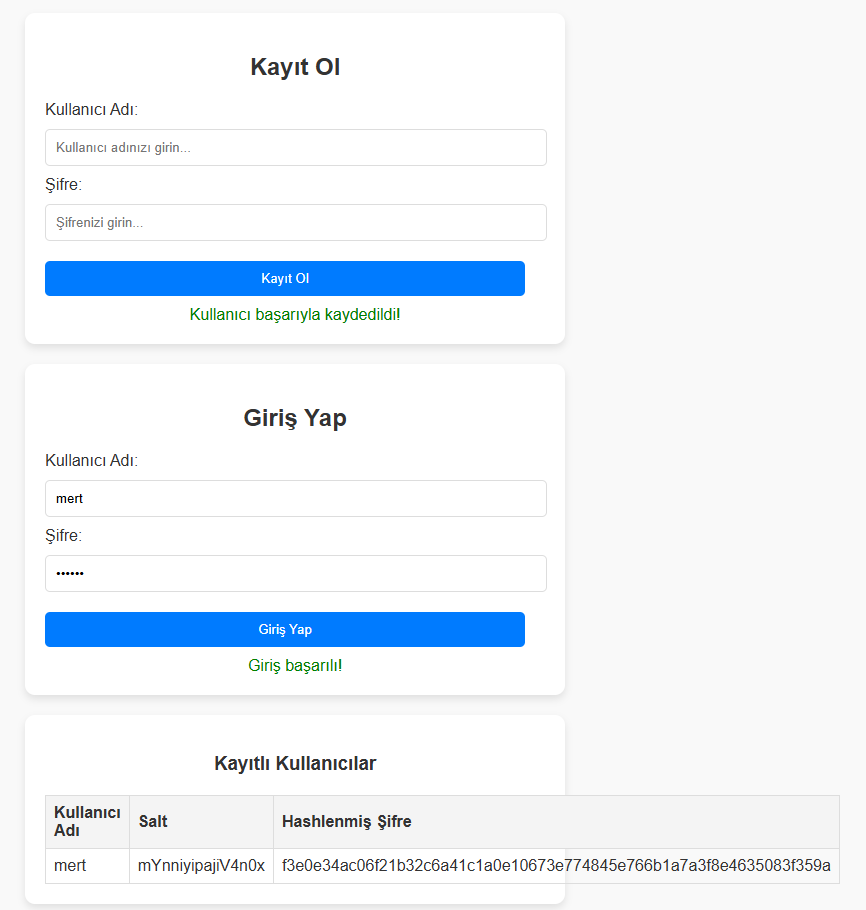 Kayıt Ol
Kullanıcı Adı:
Kullanıcı adınızı girin...
Şifre:
Şifrenizi girin...
Kayıt Ol
Kullanıcı başarıyla kaydedildi!
Giriş Yap
Kullanıcı Adı:
mert
Şifre:
••••••
Giriş Yap
Giriş başarılı!
Kayıtlı Kullanıcılar
Kullanıcı Adı Salt Hashlenmiş Şifre
mert mYnniyipajiV4n0x f3e0e34ac06f21b32c6a41c1a0e10673e774845e766b1a7a3f8e4635083f359a